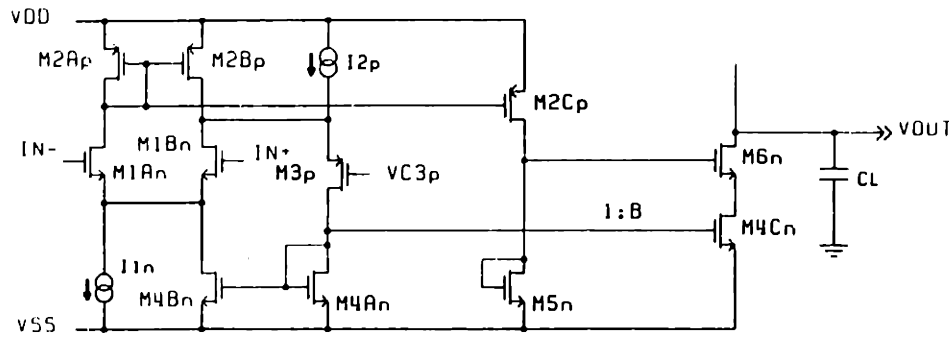 VDD
M2Ap
M2Bp
I2p
M2Cp
IN-
M1Bn
IN+
M1An
M3p
VC3p
VOUT
M6n
CL
1:B
M4Cn
I1n
M4Bn
M4An
M5n
VSS